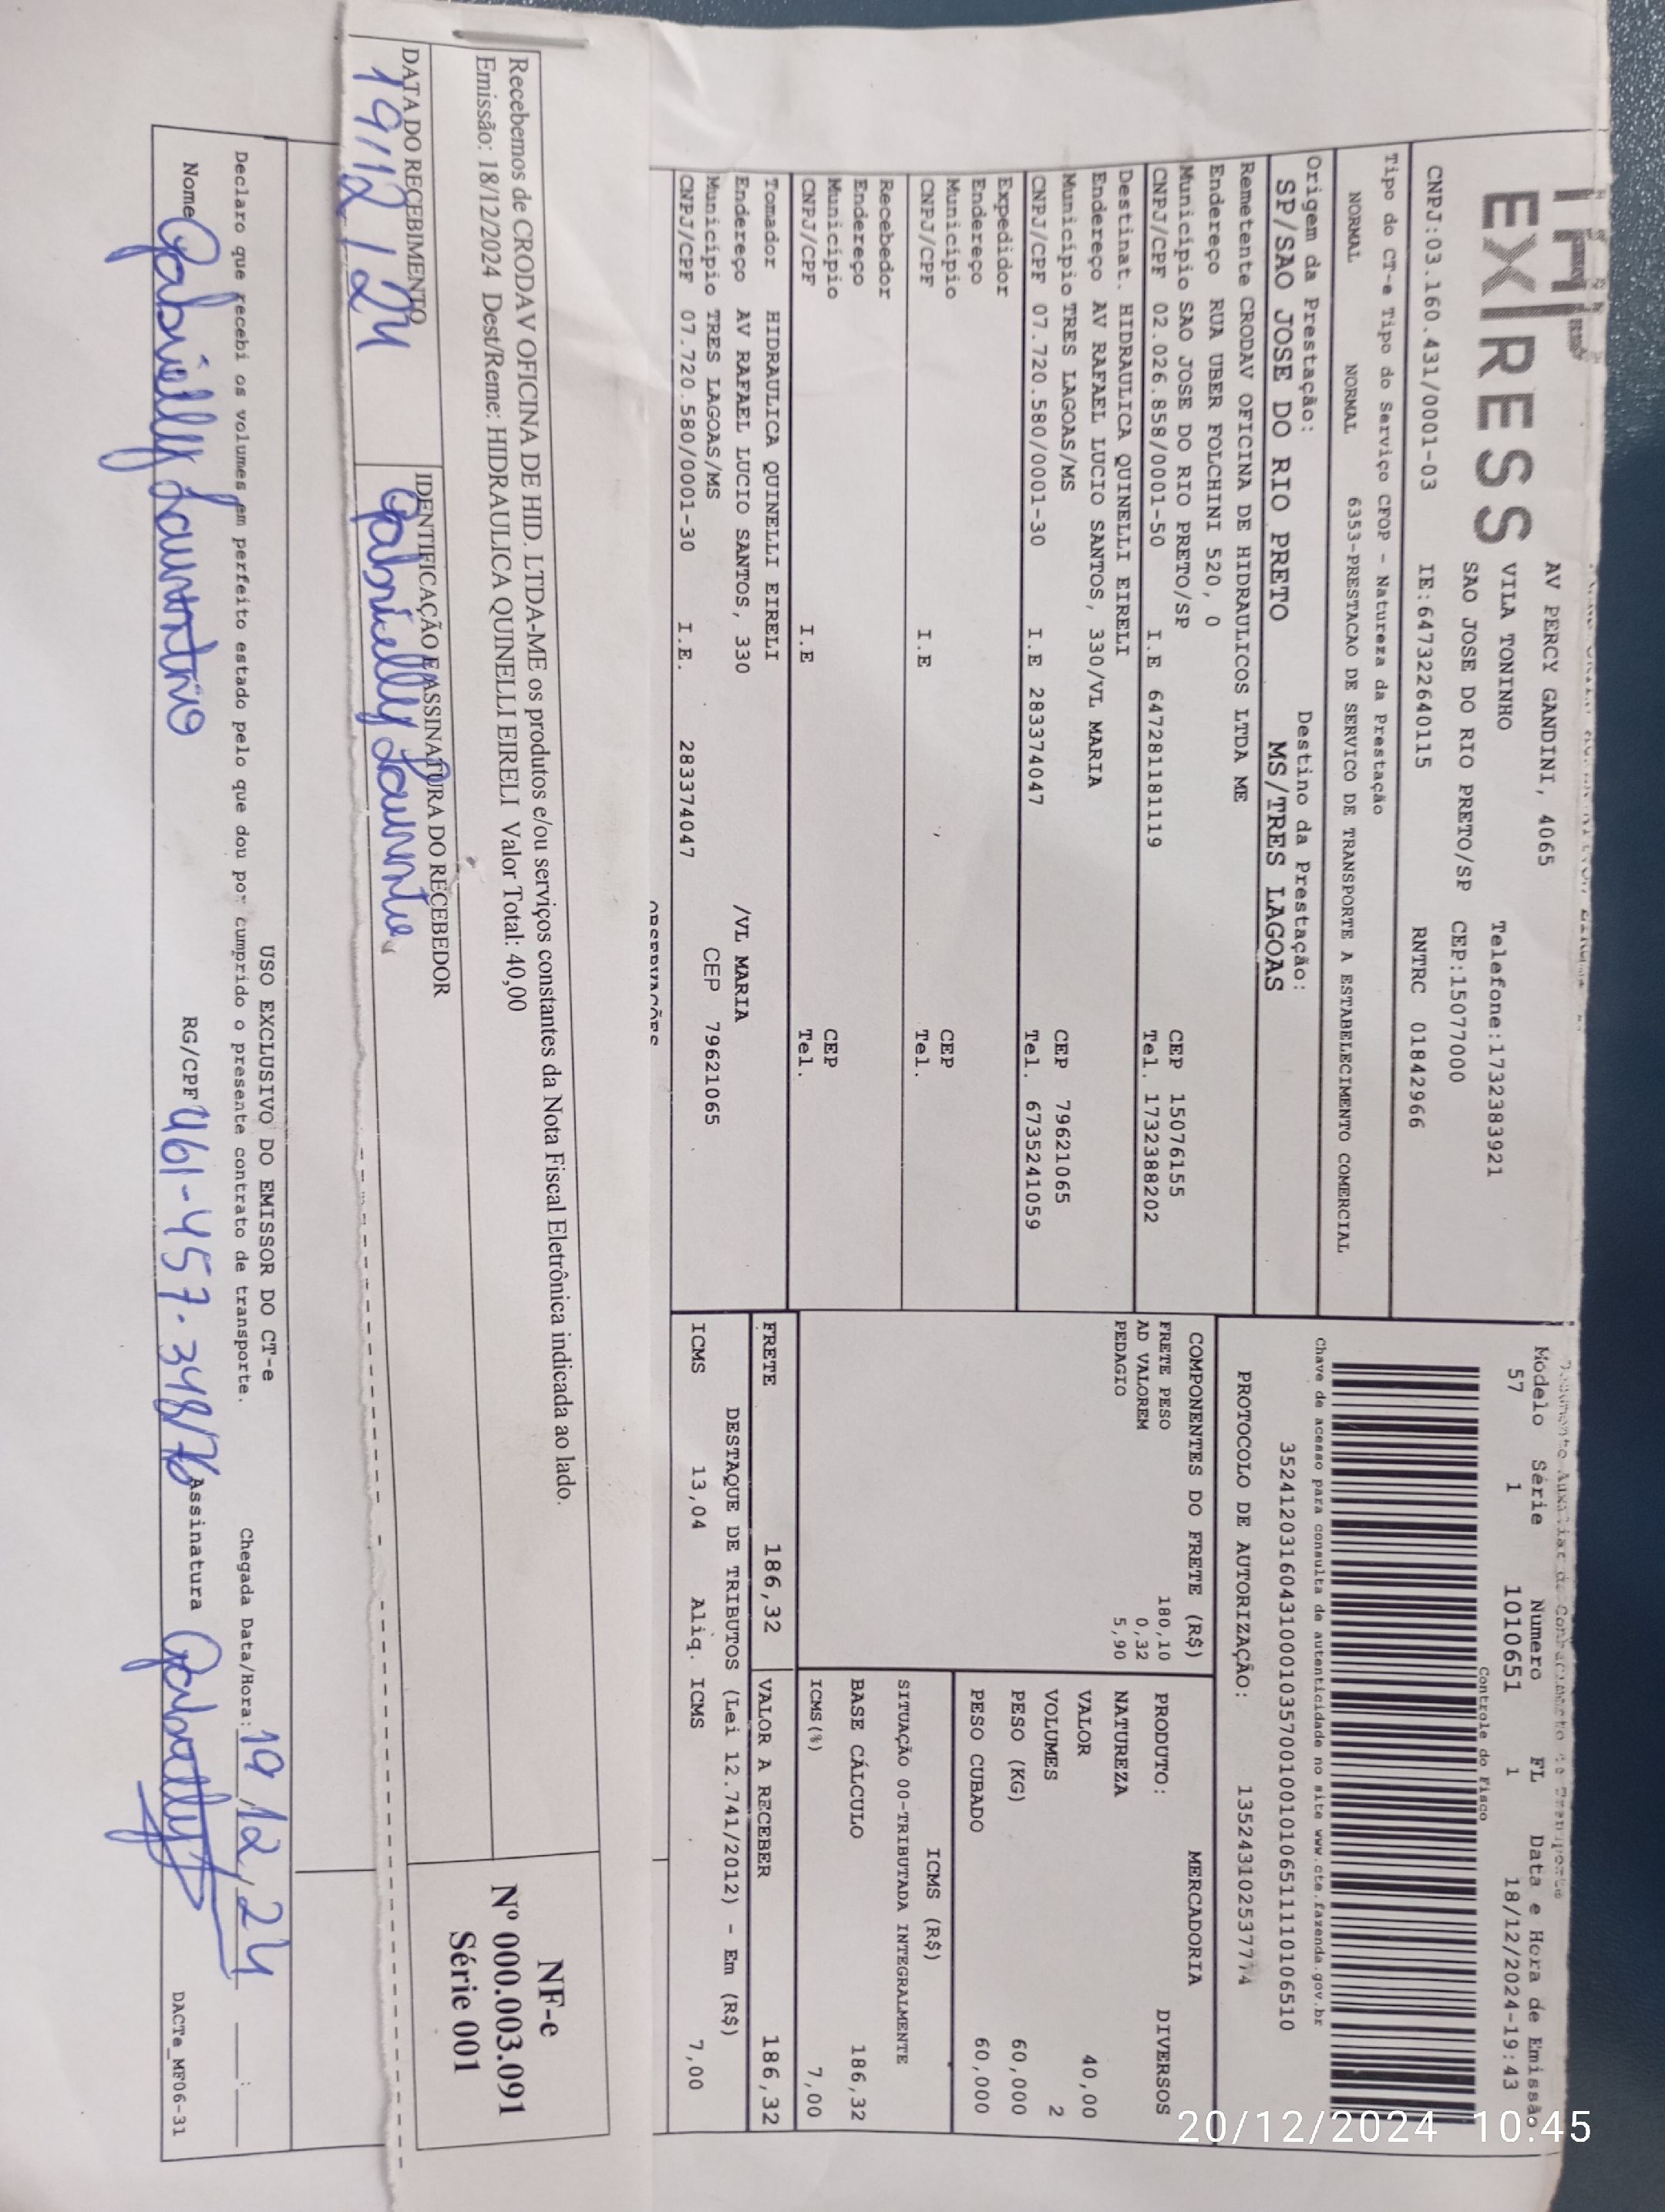 EX RESS
AV PERCY GANDINI, 4065
VILA TONINHO
Telefone:1732383921
SAO JOSE DO RIO PRETO/SP CEP:15077000
CNPJ:03.160.431/0001-03 IE:647322640115 RNTRC 01842966
Tipo do CT-e Tipo do Serviço CFOP - Natureza da Prestação
NORMAL NORMAL 6353-PRESTACAO DE SERVICO DE TRANSPORTE A ESTABELECIMENTO COMERCIAL
Origem da Prestação: Destino da Prestação:
SP/SAO JOSE DO RIO PRETO MS/TRES LAGOAS
Remetente CRODAV OFICINA DE HIDRAULICOS LTDA ME
Endereço RUA UBER FOLCHINI 520, 0
Município SAO JOSE DO RIO PRETO/SP CEP 15076155
CNPJ/CPF 02.026.858/0001-50 I.E 647281181119 Tel. 1732388202
Destinat. HIDRAULICA QUINELLI EIRELI
Endereço AV RAFAEL LUCIO SANTOS, 330/VL MARIA
Município TRES LAGOAS/MS CEP 79621065
CNPJ/CPF 07.720.580/0001-30 I.E 283374047 Tel. 6735241059
Expedidor
Endereço
Município CEP
CNPJ/CPF I.E Tel.
Recebedor
Endereço
Município CEP
CNPJ/CPF I.E Tel.
Tomador HIDRAULICA QUINELLI EIRELI
Endereço AV RAFAEL LUCIO SANTOS, 330 /VL MARIA
Município TRES LAGOAS/MS CEP 79621065
CNPJ/CPF 07.720.580/0001-30 I.E. 283374047
Documento Auxiliar de Conhecimento de Transporte
Modelo Série Numero FL Data e Hora de Emissão
57 1 1010651 1 18/12/2024-19:43
Controle do Fisco
Chave de acesso para consulta de autenticidade no site www.cte.fazenda.gov.br
35241203160431000103570010010106511110106510
PROTOCOLO DE AUTORIZAÇÃO: 135243102537774
COMPONENTES DO FRETE (R$)
FRETE PESO 180,10
AD VALOREM 0,32
PEDAGIO 5,90
MERCADORIA
PRODUTO: DIVERSOS
NATUREZA
VALOR 40,00
VOLUMES 2
PESO (KG) 60,000
PESO CUBADO 60,000
ICMS (R$)
SITUAÇÃO 00-TRIBUTADA INTEGRALMENTE
BASE CÁLCULO 186,32
ICMS(%) 7,00
FRETE 186,32 VALOR A RECEBER 186,32
DESTAQUE DE TRIBUTOS (Lei 12.741/2012) - Em (R$)
ICMS 13,04 Aliq. ICMS 7,00
OBSERVAÇÕES
Recebemos de CRODAV OFICINA DE HID. LTDA-ME os produtos e/ou serviços constantes da Nota Fiscal Eletrônica indicada ao lado.
Emissão: 18/12/2024 Dest/Reme: HIDRAULICA QUINELLI EIRELI Valor Total: 40,00
DATA DO RECEBIMENTO IDENTIFICAÇÃO E ASSINATURA DO RECEBEDOR
19/12/24 Gabrielly
NF-e
Nº 000.003.091
Série 001
USO EXCLUSIVO DO EMISSOR DO CT-e
Declaro que recebi os volumes em perfeito estado pelo que dou por cumprido o presente contrato de transporte. Chegada Data/Hora: 19/12/24 __:__
Nome Gabrielly RG/CPF 461-457.348/76 Assinatura Gabrielly
DACTe_MF06-31
20/12/2024 10:45